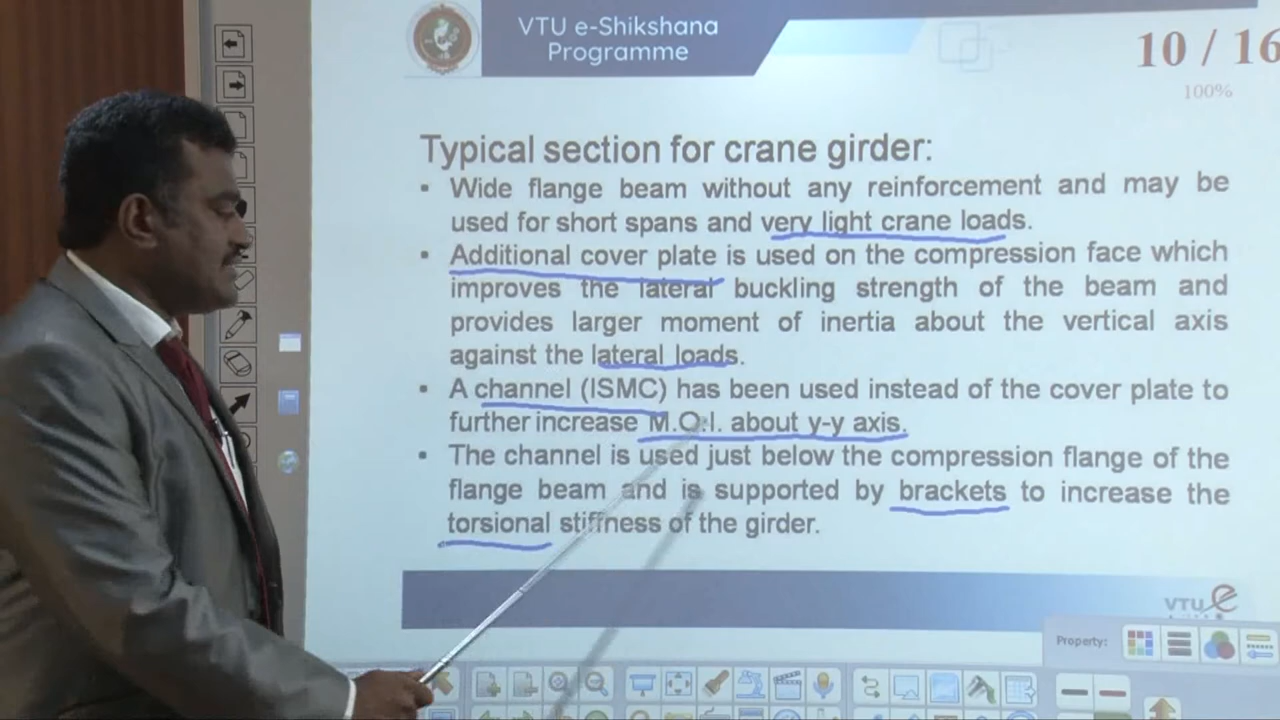 VTU e-Shikshana
Programme
10 / 16
100%
Typical section for crane girder:
▪ Wide flange beam without any reinforcement and may be
used for short spans and very light crane loads.
▪ Additional cover plate is used on the compression face which
improves the lateral buckling strength of the beam and
provides larger moment of inertia about the vertical axis
against the lateral loads.
▪ A channel (ISMC) has been used instead of the cover plate to
further increase M.O.I. about y-y axis.
▪ The channel is used just below the compression flange of the
flange beam and is supported by brackets to increase the
torsional stiffness of the girder.
VTU e
Property: